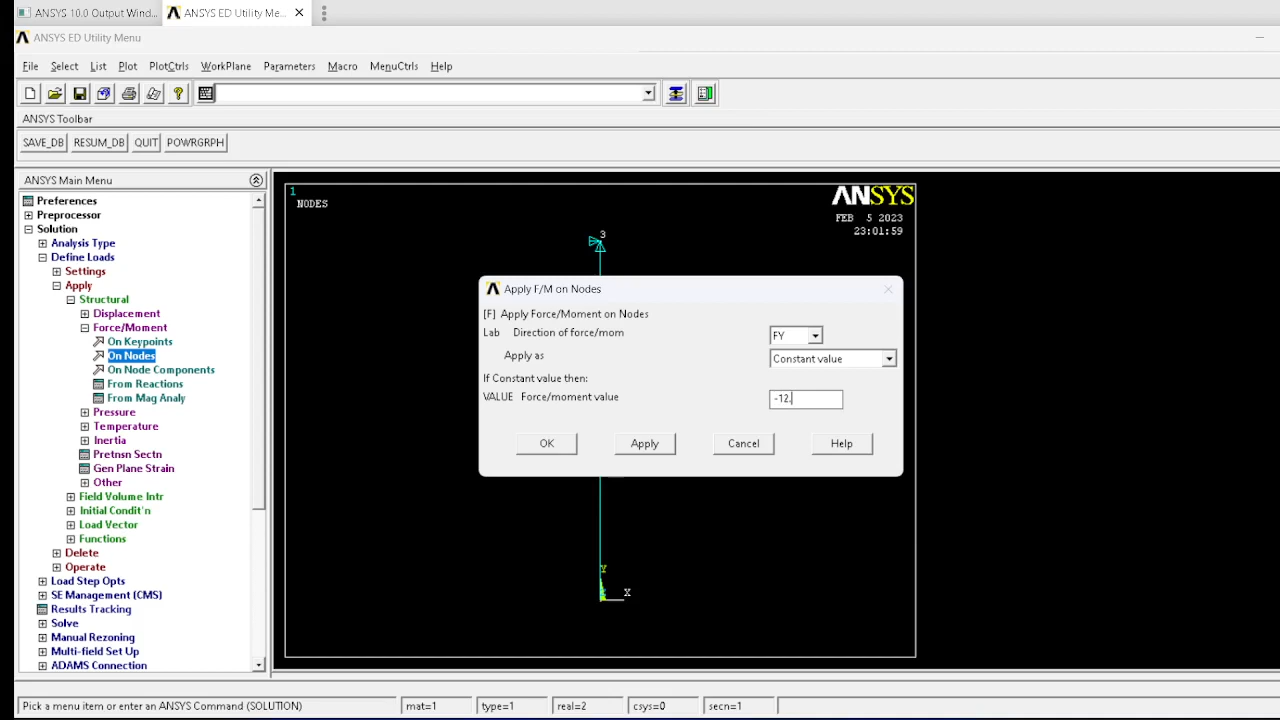 ANSYS 10.0 Output Wind...
ANSYS ED Utility Me...
ANSYS ED Utility Menu
File Select List Plot PlotCtrls WorkPlane Parameters Macro MenuCtrls Help
ANSYS Toolbar
SAVE_DB RESUM_DB QUIT POWRGRPH
ANSYS Main Menu
Preferences
Preprocessor
Solution
Analysis Type
Define Loads
Settings
Apply
Structural
Displacement
Force/Moment
On Keypoints
On Nodes
On Node Components
From Reactions
From Mag Analy
Pressure
Temperature
Inertia
Pretnsn Sectn
Gen Plane Strain
Other
Field Volume Intr
Initial Condit'n
Load Vector
Functions
Delete
Operate
Load Step Opts
SE Management (CMS)
Results Tracking
Solve
Manual Rezoning
Multi-field Set Up
ADAMS Connection
1
NODES
ANSYS
FEB 5 2023
23:01:59
3
Apply F/M on Nodes
[F] Apply Force/Moment on Nodes
Lab Direction of force/mom FY
Apply as Constant value
If Constant value then:
VALUE Force/moment value -12.
OK Apply Cancel Help
Y
X
Pick a menu item or enter an ANSYS Command (SOLUTION) mat=1 type=1 real=2 csys=0 secn=1